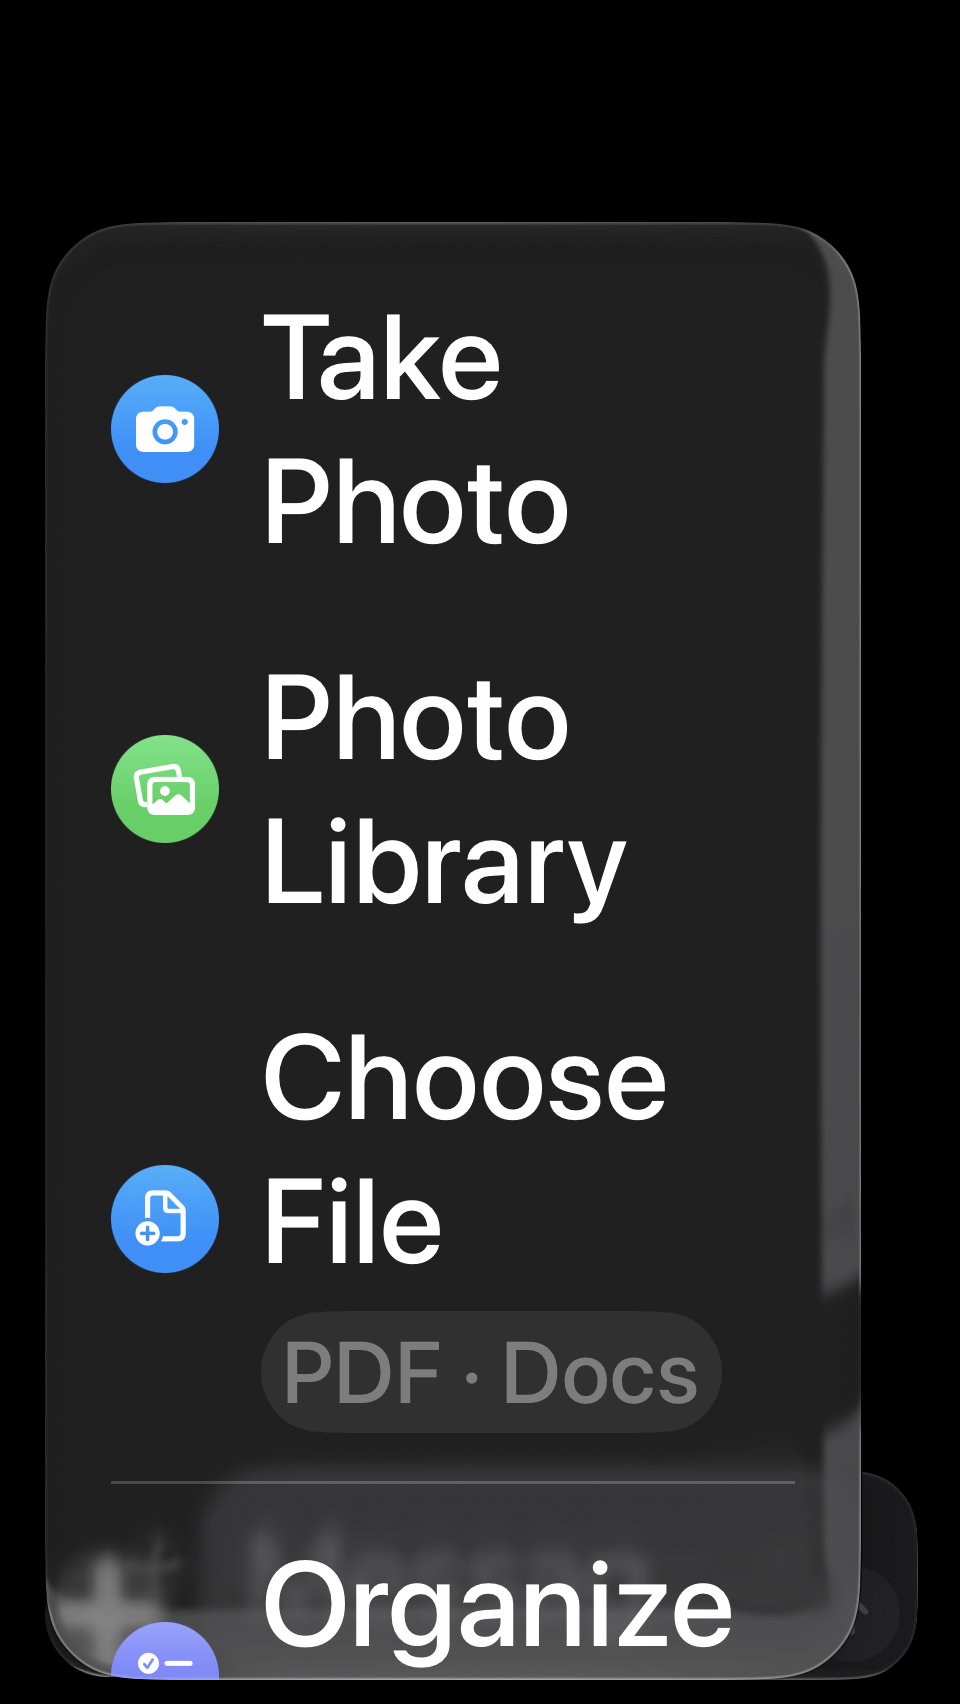 Take
Photo
Photo
Library
Choose
File
PDF · Docs
Organize